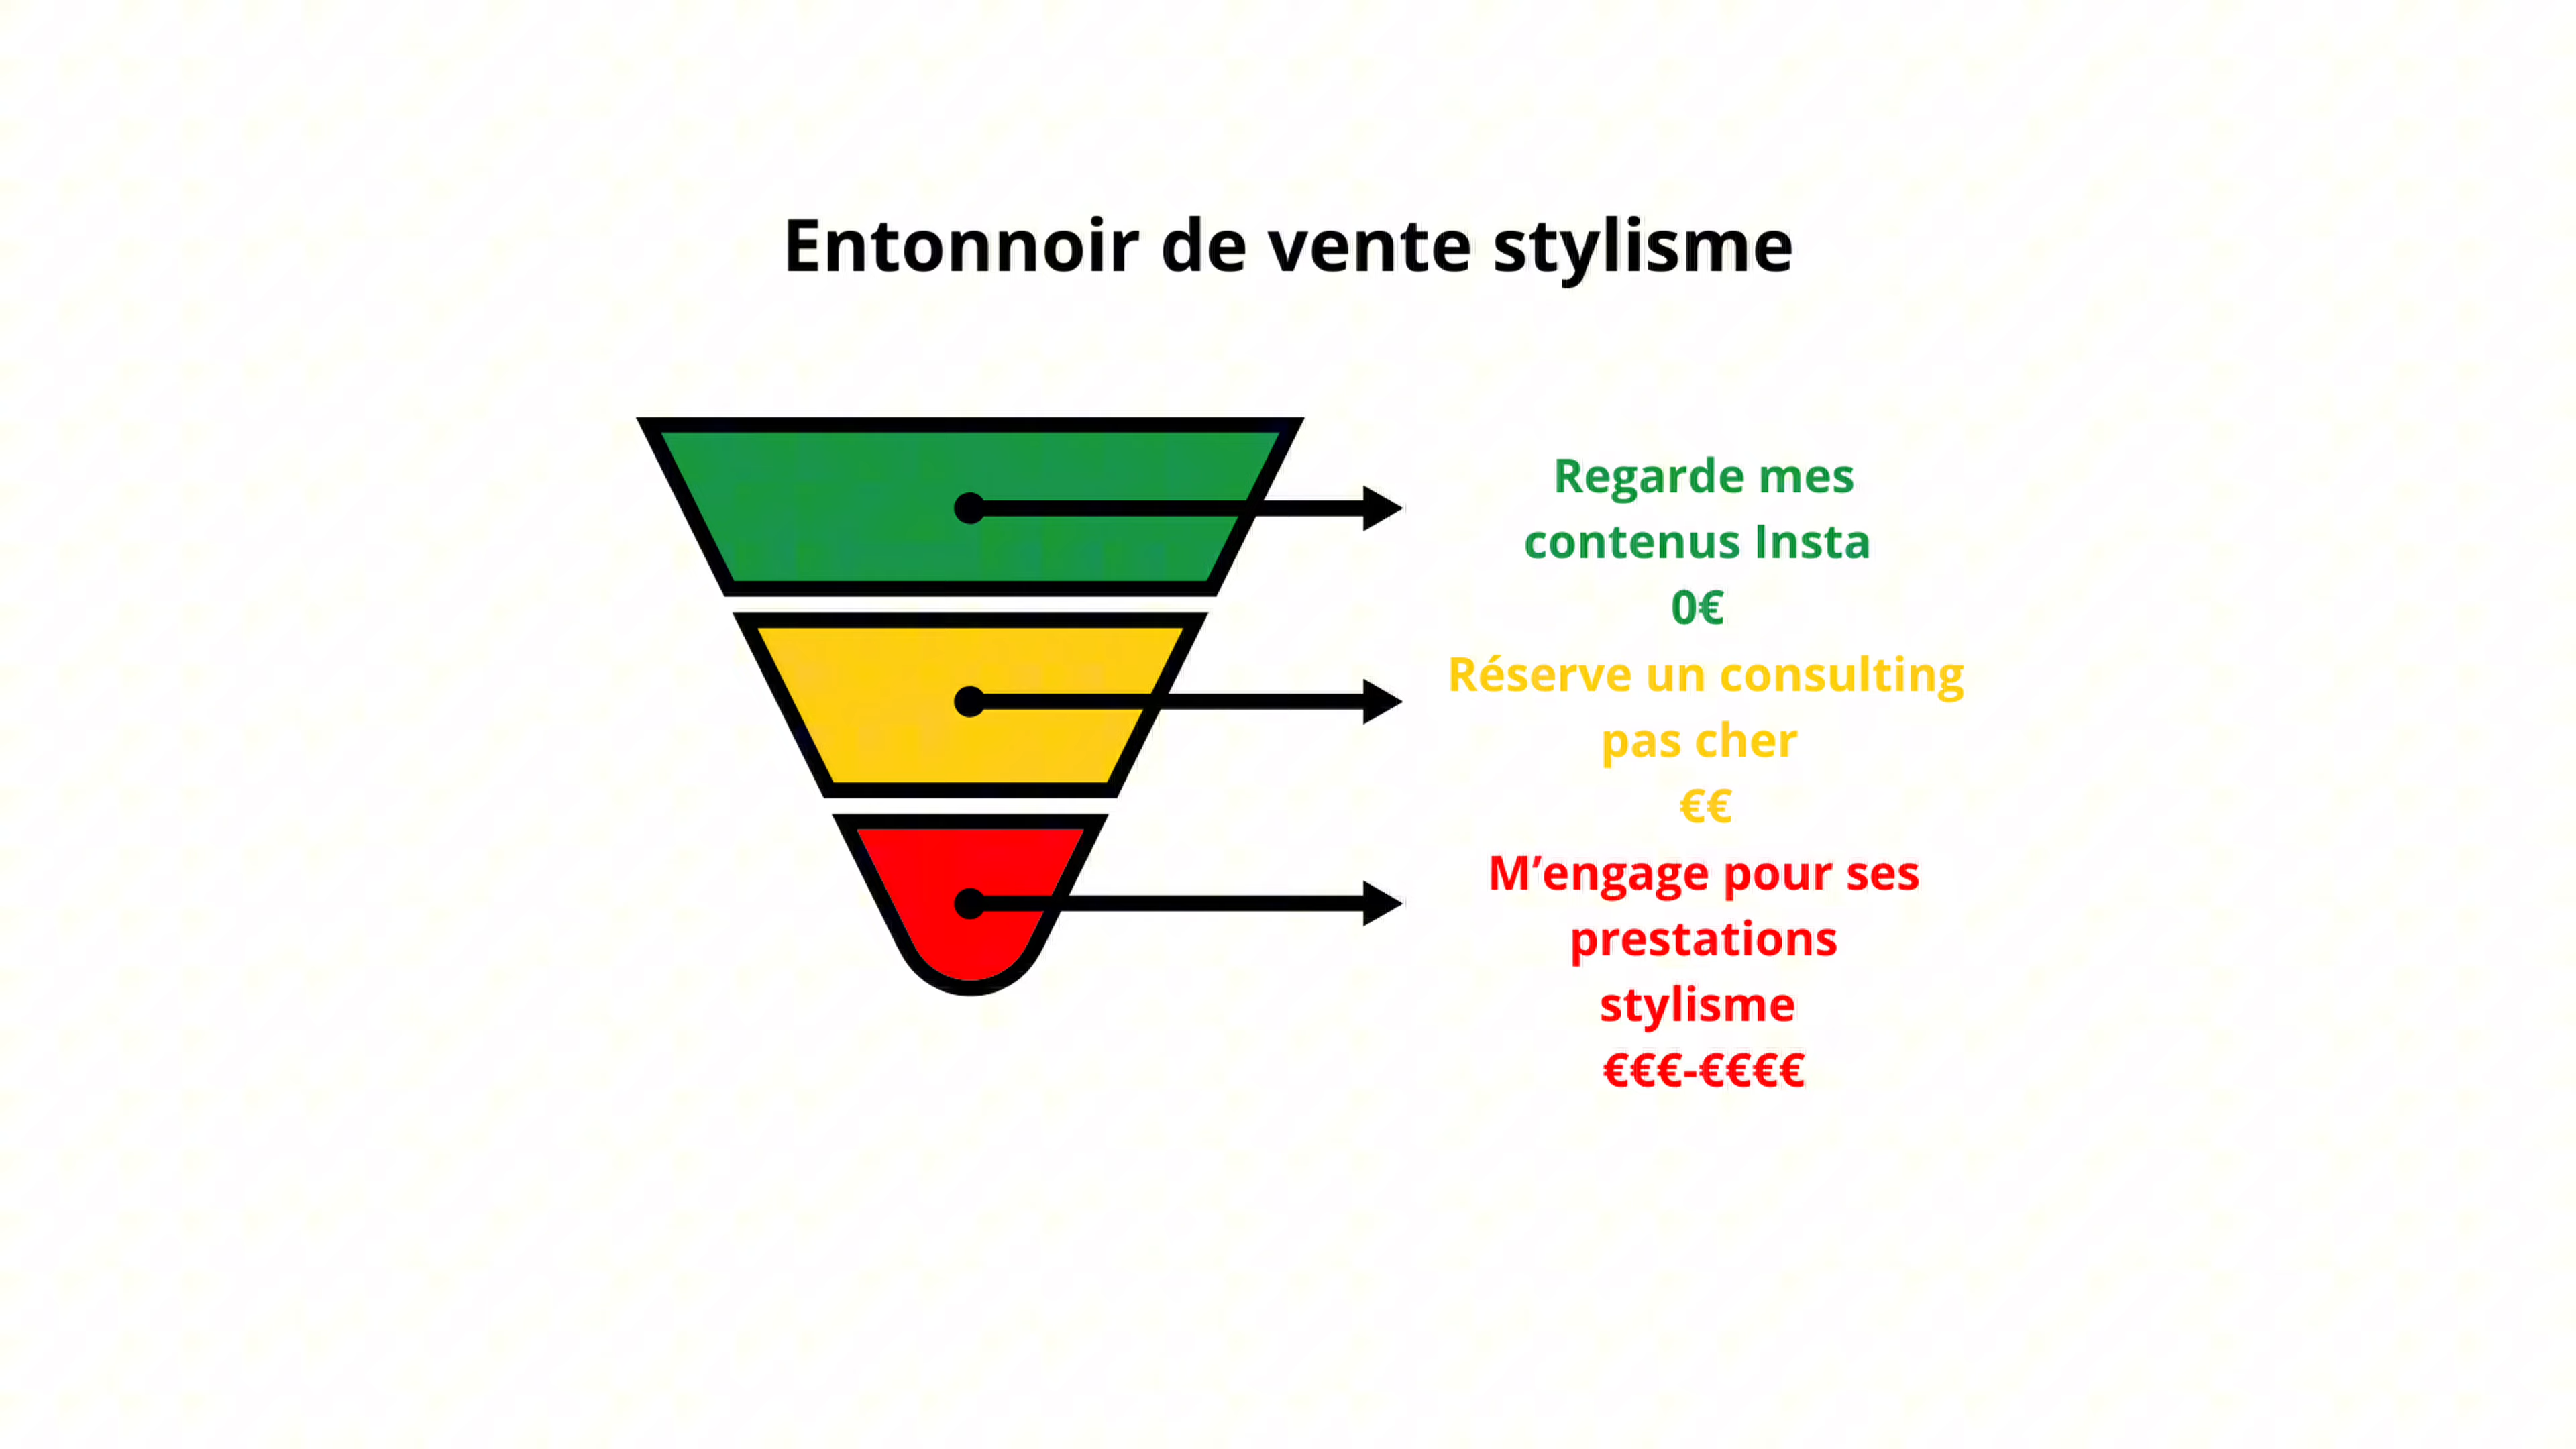 Entonnoir de vente stylisme
Regarde mes
contenus Insta
0€
Réserve un consulting
pas cher
€€
M’engage pour ses
prestations
stylisme
€€€-€€€€